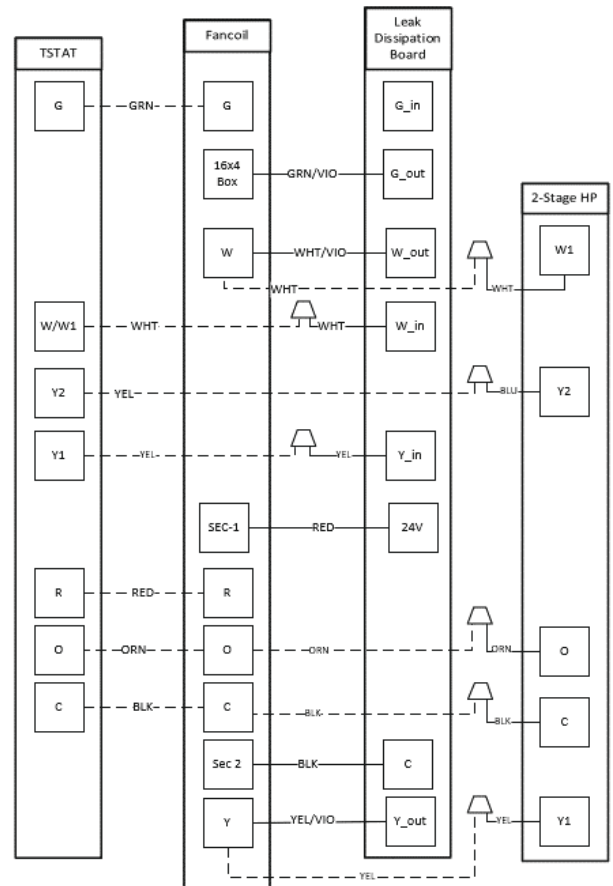 Leak
Dissipation
Board
Fancoil
TSTAT
G
GRN
G
G_in
16x4
Box
GRN/VIO
G_out
2-Stage HP
W
WHT/VIO
W_out
W1
WHT
WHT
W/W1
WHT
WHT
W_in
Y2
YEL
BLU
Y2
Y1
YEL
YEL
Y_in
SEC-1
RED
24V
R
RED
R
O
ORN
O
ORN
ORN
O
C
BLK
C
BLK
BLK
C
Sec 2
BLK
C
Y
YEL/VIO
Y_out
YEL
Y1
YEL